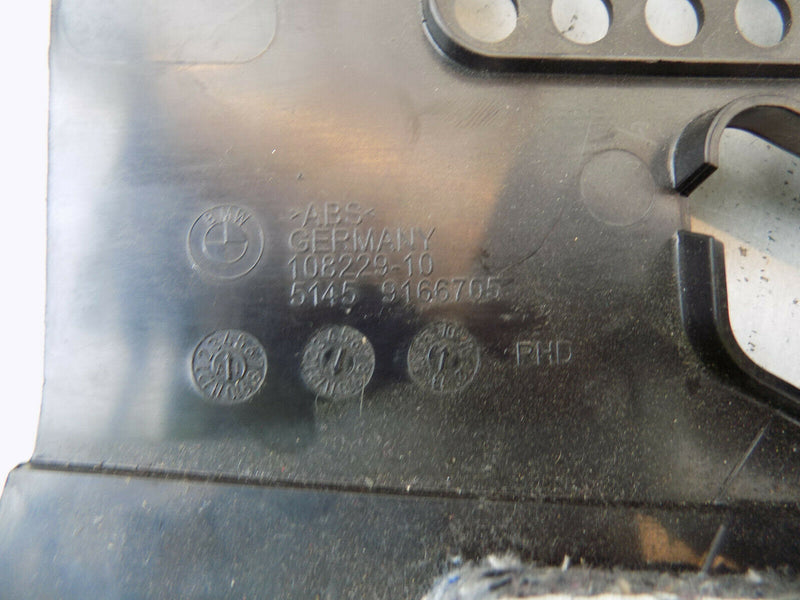 BMW
>ABS<
GERMANY
108229-10
5145 9166705
RHD